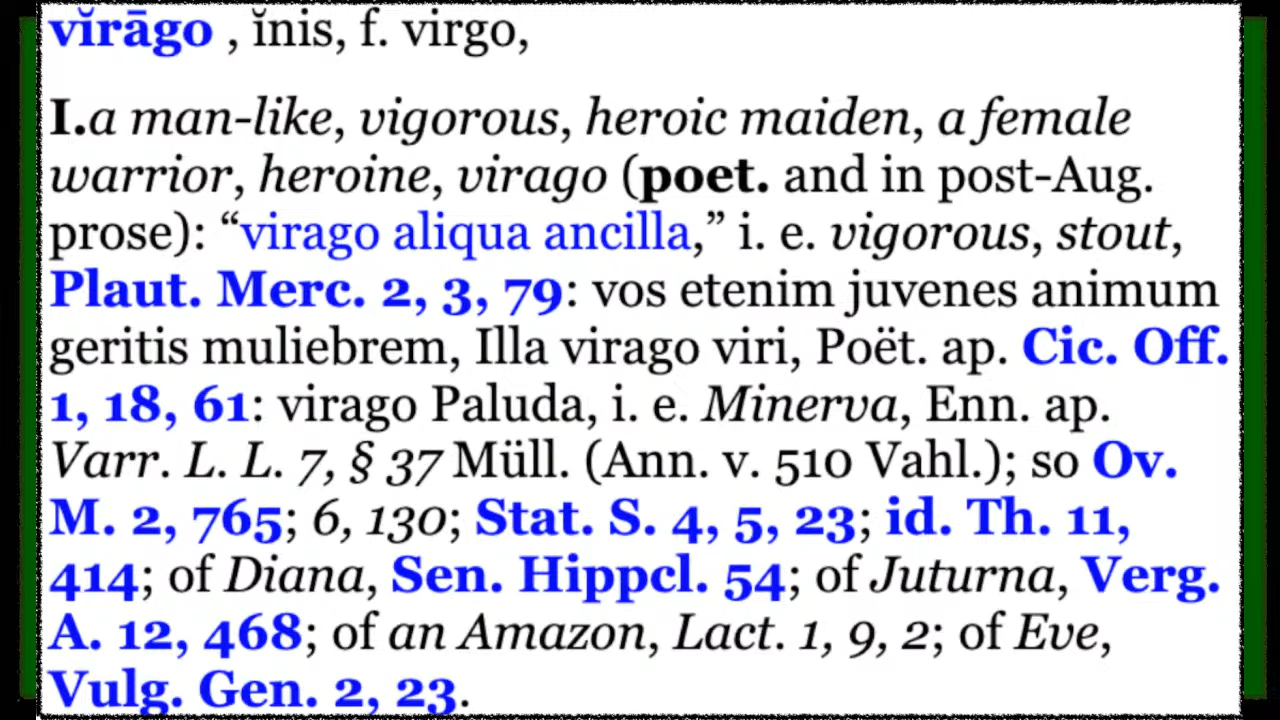 vĭrāgo , ĭnis, f. virgo,
I.a man-like, vigorous, heroic maiden, a female
warrior, heroine, virago (poet. and in post-Aug.
prose): “virago aliqua ancilla,” i. e. vigorous, stout,
Plaut. Merc. 2, 3, 79: vos etenim juvenes animum
geritis muliebrem, Illa virago viri, Poët. ap. Cic. Off.
1, 18, 61: virago Paluda, i. e. Minerva, Enn. ap.
Varr. L. L. 7, § 37 Müll. (Ann. v. 510 Vahl.); so Ov.
M. 2, 765; 6, 130; Stat. S. 4, 5, 23; id. Th. 11,
414; of Diana, Sen. Hippcl. 54; of Juturna, Verg.
A. 12, 468; of an Amazon, Lact. 1, 9, 2; of Eve,
Vulg. Gen. 2, 23.